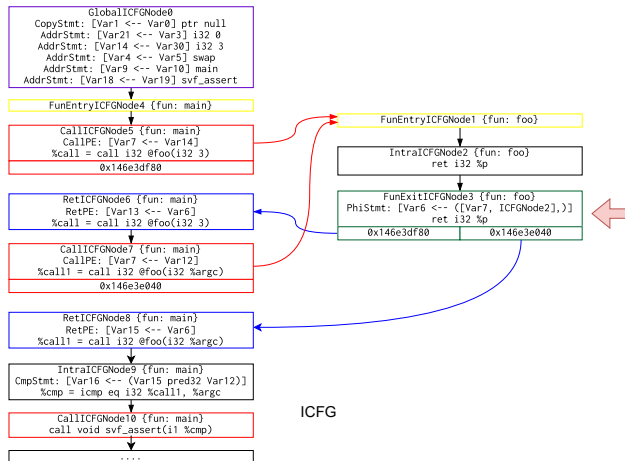 GlobalICFGNode0
CopyStmt: [Var1 <-- Var0] ptr null
AddrStmt: [Var21 <-- Var3] i32 0
AddrStmt: [Var14 <-- Var30] i32 3
AddrStmt: [Var4 <-- Var5] swap
AddrStmt: [Var9 <-- Var10] main
AddrStmt: [Var18 <-- Var19] svf_assert
FunEntryICFGNode4 {fun: main}
CallICFGNode5 {fun: main}
CallPE: [Var7 <-- Var14]
%call = call i32 @foo(i32 3)
0x146e3df80
RetICFGNode6 {fun: main}
RetPE: [Var13 <-- Var6]
%call = call i32 @foo(i32 3)
CallICFGNode7 {fun: main}
CallPE: [Var7 <-- Var12]
%call1 = call i32 @foo(i32 %argc)
0x146e3e040
RetICFGNode8 {fun: main}
RetPE: [Var15 <-- Var6]
%call1 = call i32 @foo(i32 %argc)
IntraICFGNode9 {fun: main}
CmpStmt: [Var16 <-- (Var15 pred32 Var12)]
%cmp = icmp eq i32 %call1, %argc
CallICFGNode10 {fun: main}
call void svf_assert(i1 %cmp)
....
FunEntryICFGNode1 {fun: foo}
IntraICFGNode2 {fun: foo}
ret i32 %p
FunExitICFGNode3 {fun: foo}
PhiStmt: [Var6 <-- ([Var7, ICFGNode2],)]
ret i32 %p
0x146e3df80 0x146e3e040
ICFG